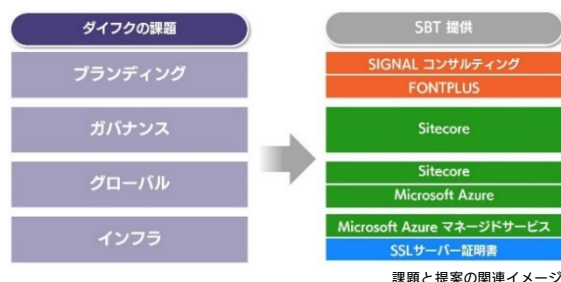 ダイフクの課題
ブランディング
ガバナンス
グローバル
インフラ
SBT 提供
SIGNAL コンサルティング
FONTPLUS
Sitecore
Sitecore
Microsoft Azure
Microsoft Azure マネージドサービス
SSLサーバー証明書
課題と提案の関連イメージ